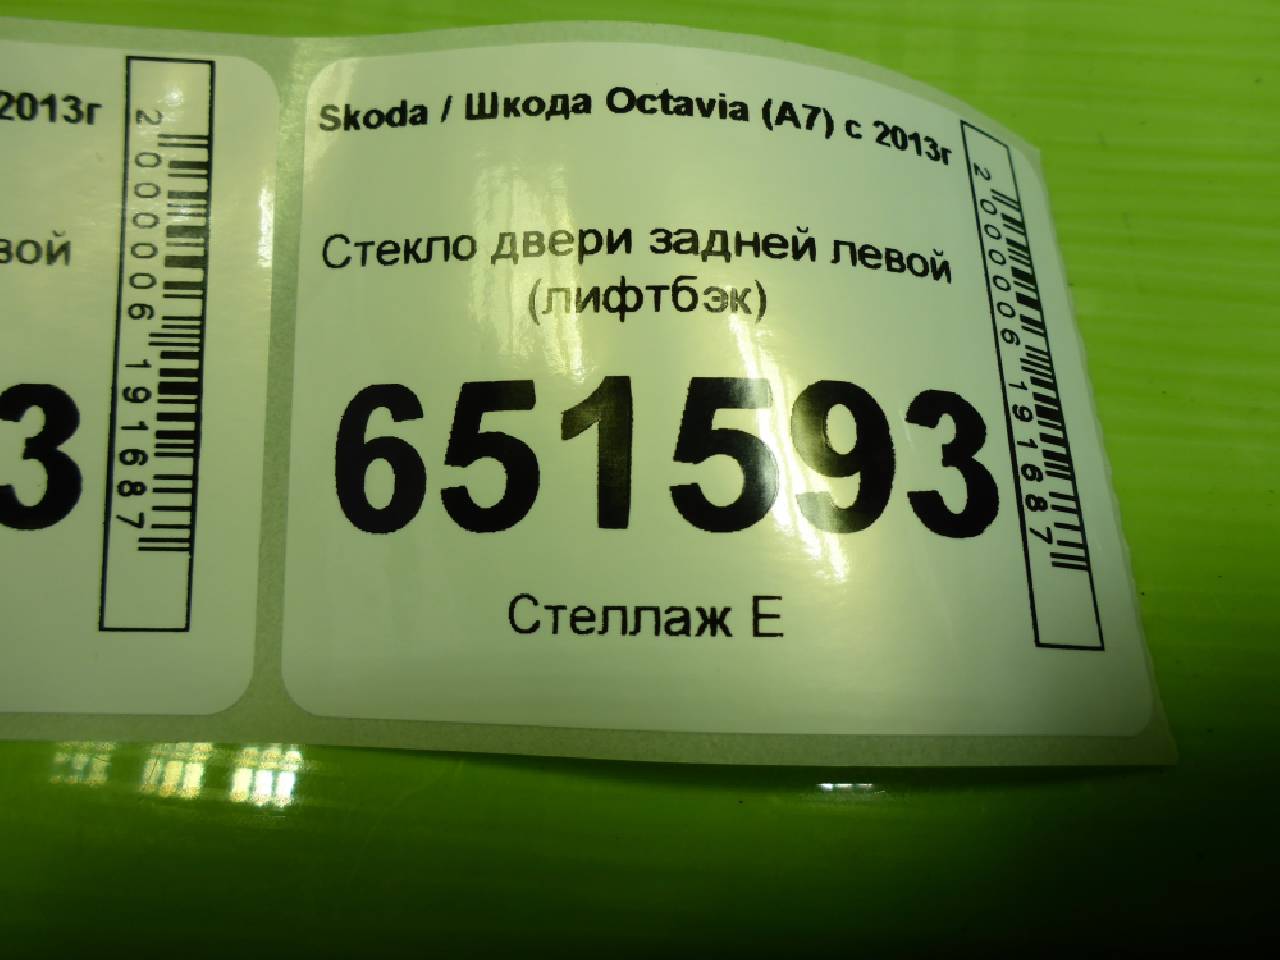 2013г
вой
3
2000006191687
Skoda / Шкода Octavia (A7) с 2013г
Стекло двери задней левой
(лифтбэк)
651593
Стеллаж Е
2000006191687